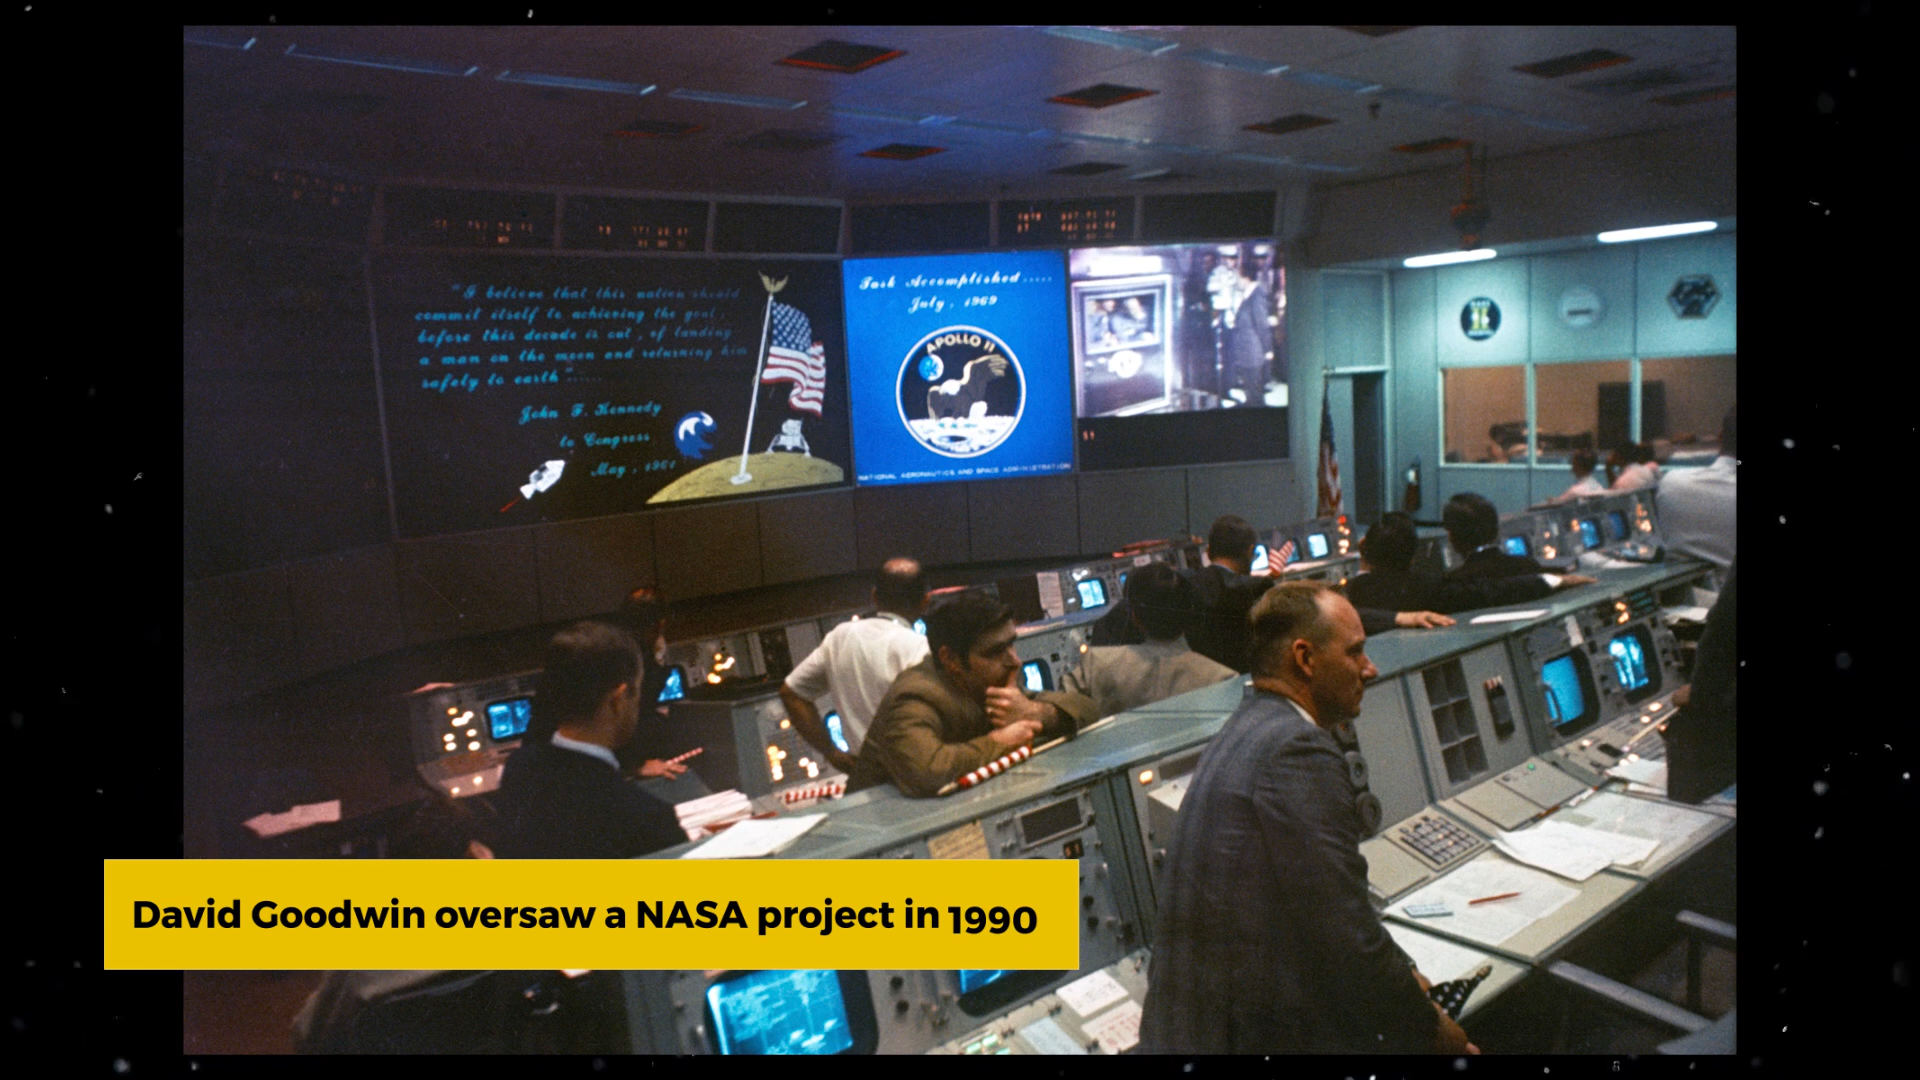 "I believe that this nation should
commit itself to achieving the goal,
before this decade is out, of landing
a man on the moon and returning him
safely to earth".....
John F. Kennedy
to Congress
May, 1961
Task Accomplished.....
July, 1969
APOLLO 11
NATIONAL AERONAUTICS AND SPACE ADMINISTRATION
David Goodwin oversaw a NASA project in 1990